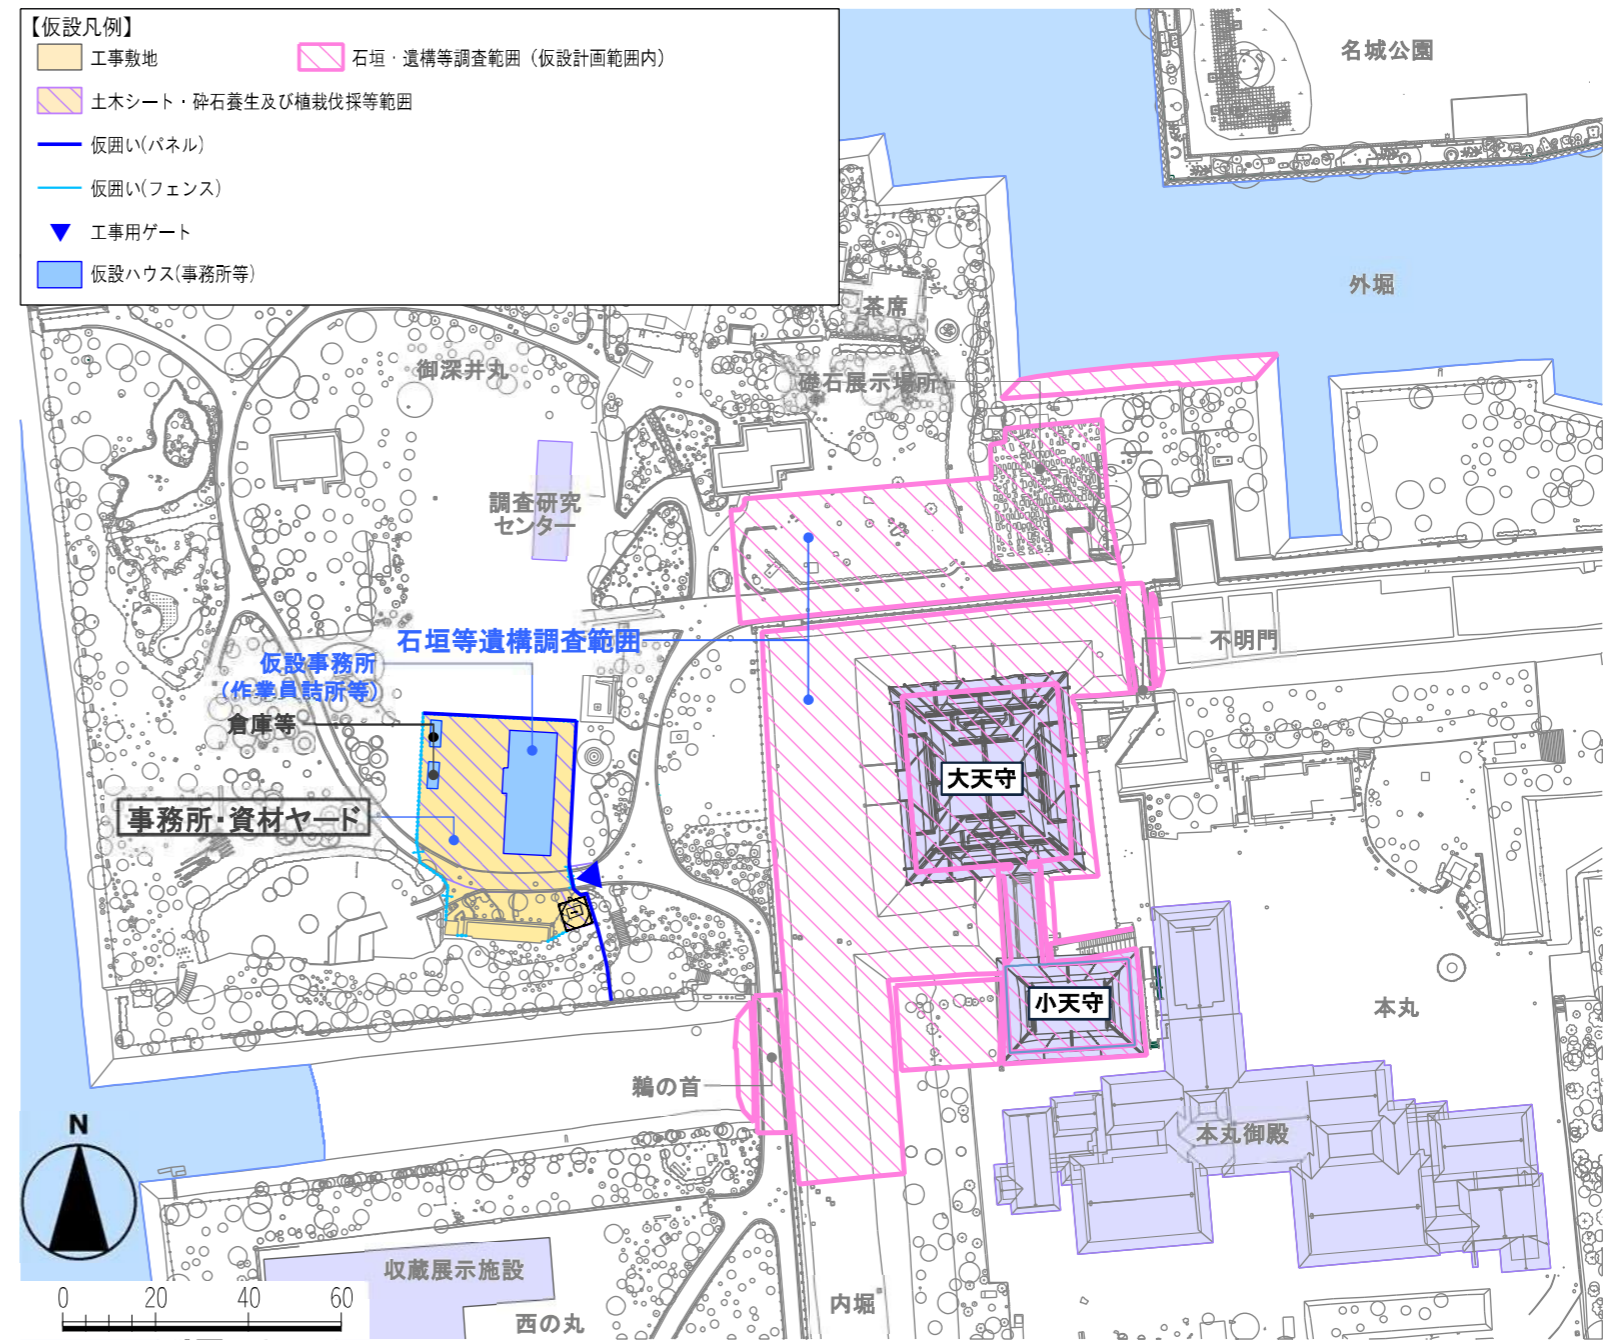 【仮設凡例】
工事敷地
石垣・遺構等調査範囲（仮設計画範囲内）
土木シート・砕石養生及び植栽伐採等範囲
仮囲い(パネル)
仮囲い(フェンス)
工事用ゲート
仮設ハウス(事務所等)
名城公園
外堀
茶席
御深井丸
礎石展示場所
調査研究
センター
石垣等遺構調査範囲
不明門
仮設事務所
(作業員詰所等)
倉庫等
大天守
事務所・資材ヤード
小天守
本丸
鵜の首
本丸御殿
N
収蔵展示施設
内堀
西の丸
0 20 40 60